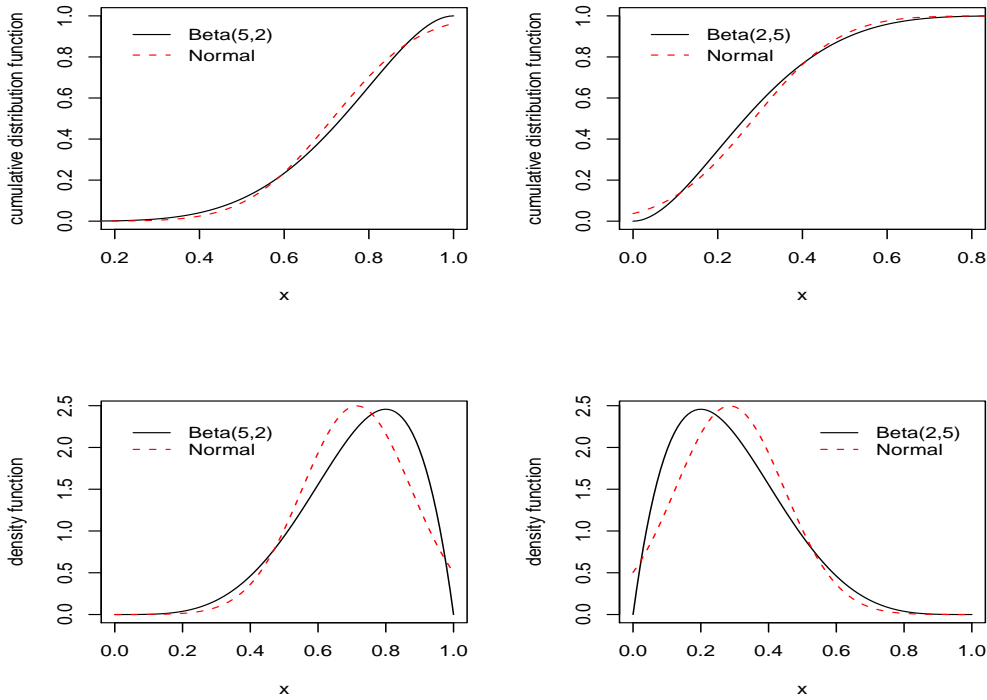 cumulative distribution function
0.0 0.2 0.4 0.6 0.8 1.0
Beta(5,2)
Normal
0.2 0.4 0.6 0.8 1.0
x
cumulative distribution function
0.0 0.2 0.4 0.6 0.8 1.0
Beta(2,5)
Normal
0.0 0.2 0.4 0.6 0.8
x
density function
0.0 0.5 1.0 1.5 2.0 2.5
Beta(5,2)
Normal
0.0 0.2 0.4 0.6 0.8 1.0
x
density function
0.0 0.5 1.0 1.5 2.0 2.5
Beta(2,5)
Normal
0.0 0.2 0.4 0.6 0.8 1.0
x